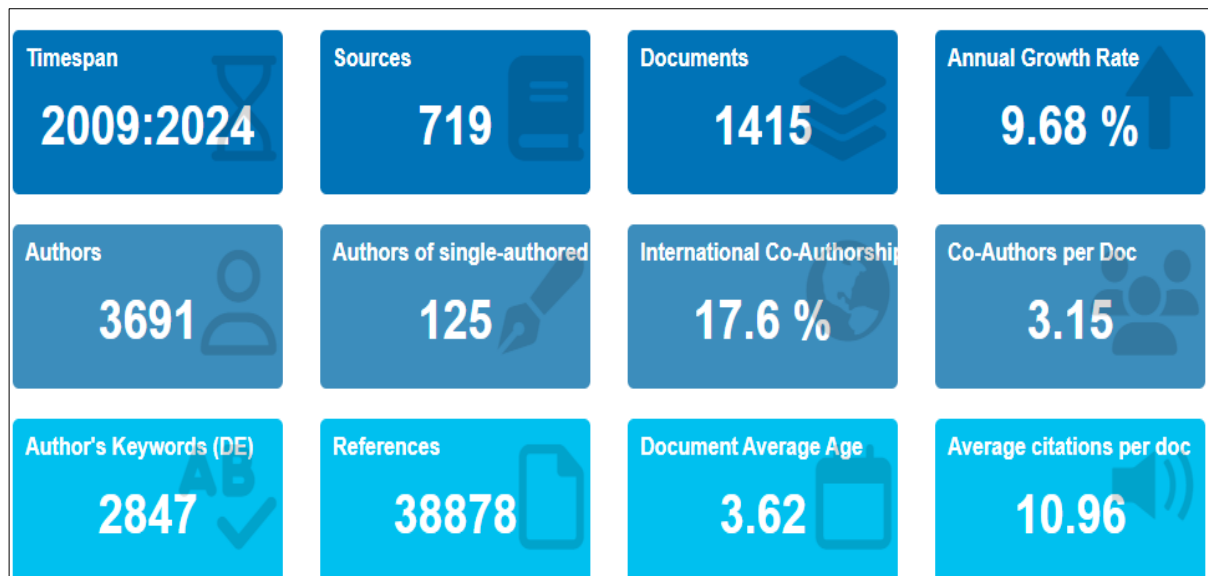 Timespan
2009:2024
Sources
719
Documents
1415
Annual Growth Rate
9.68 %
Authors
3691
Authors of single-authored
125
International Co-Authorship
17.6 %
Co-Authors per Doc
3.15
Author's Keywords (DE)
2847
References
38878
Document Average Age
3.62
Average citations per doc
10.96